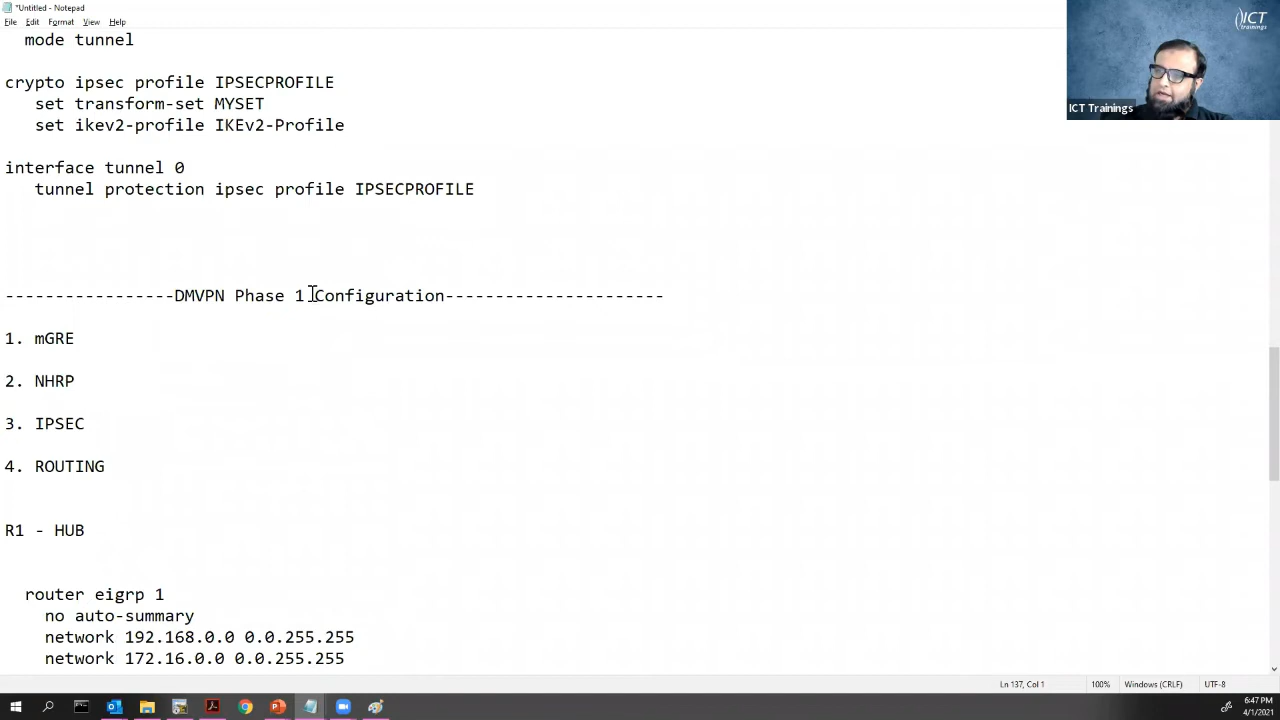 *Untitled - Notepad
File Edit Format View Help
mode tunnel
crypto ipsec profile IPSECPROFILE
set transform-set MYSET
set ikev2-profile IKEv2-Profile
interface tunnel 0
tunnel protection ipsec profile IPSECPROFILE
-----------------DMVPN Phase 1 Configuration----------------------
1. mGRE
2. NHRP
3. IPSEC
4. ROUTING
R1 - HUB
router eigrp 1
no auto-summary
network 192.168.0.0 0.0.255.255
network 172.16.0.0 0.0.255.255
ICT
trainings
ICT Trainings
Ln 137, Col 1
100%
Windows (CRLF)
UTF-8
6:47 PM
4/1/2021